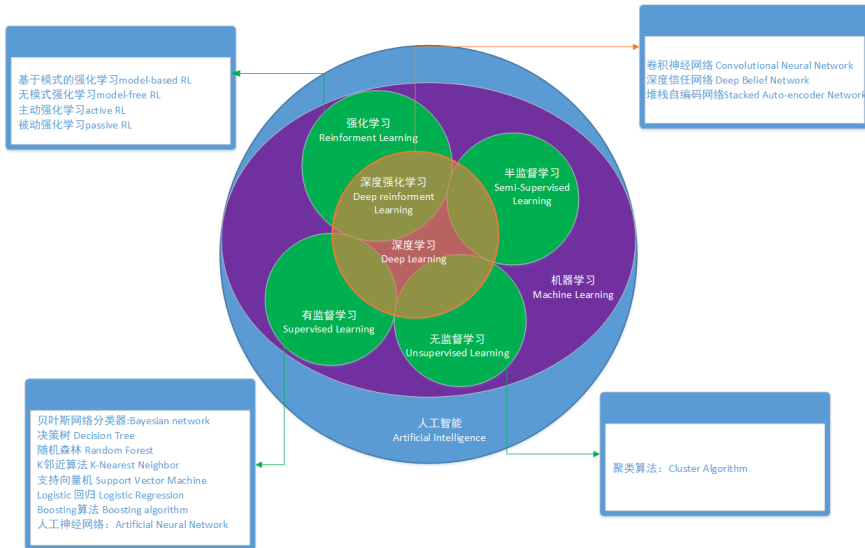 基于模式的强化学习model-based RL
无模式强化学习model-free RL
主动强化学习active RL
被动强化学习passive RL
卷积神经网络 Convolutional Neural Network
深度信任网络 Deep Belief Network
堆栈自编码网络Stacked Auto-encoder Network
强化学习
Reinforment Learning
半监督学习
Semi-Supervised
Learning
深度强化学习
Deep reinforment
Learning
深度学习
Deep Learning
机器学习
Machine Learning
有监督学习
Supervised Learning
无监督学习
Unsupervised Learning
人工智能
Artificial Intelligence
贝叶斯网络分类器:Bayesian network
决策树 Decision Tree
随机森林 Random Forest
K邻近算法 K-Nearest Neighbor
支持向量机 Support Vector Machine
Logistic 回归 Logistic Regression
Boosting算法 Boosting algorithm
人工神经网络：Artificial Neural Network
聚类算法：Cluster Algorithm